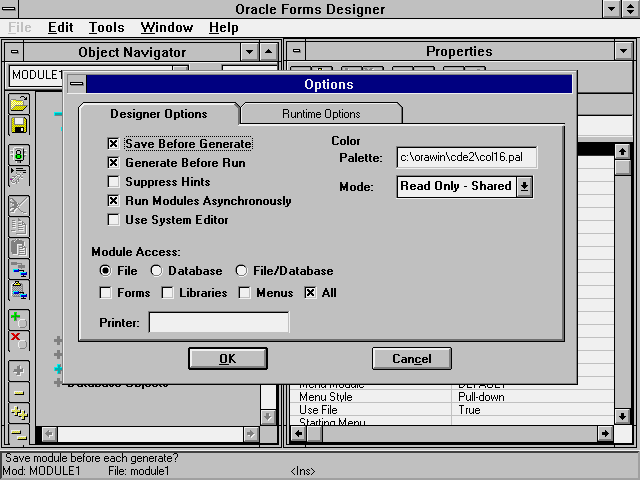 Oracle Forms Designer
File Edit Tools Window Help
Object Navigator
Properties
MODULE1
Options
Designer Options
Runtime Options
Save Before Generate
Generate Before Run
Suppress Hints
Run Modules Asynchronously
Use System Editor
Color
Palette: c:\orawin\cde2\col16.pal
Mode: Read Only - Shared
Module Access:
File Database File/Database
Forms Libraries Menus All
Printer:
OK
Cancel
Database Objects
Menu Module DEFAULT
Menu Style Pull-down
Use File True
Starting Menu
Save module before each generate?
Mod: MODULE1 File: module1 <Ins>